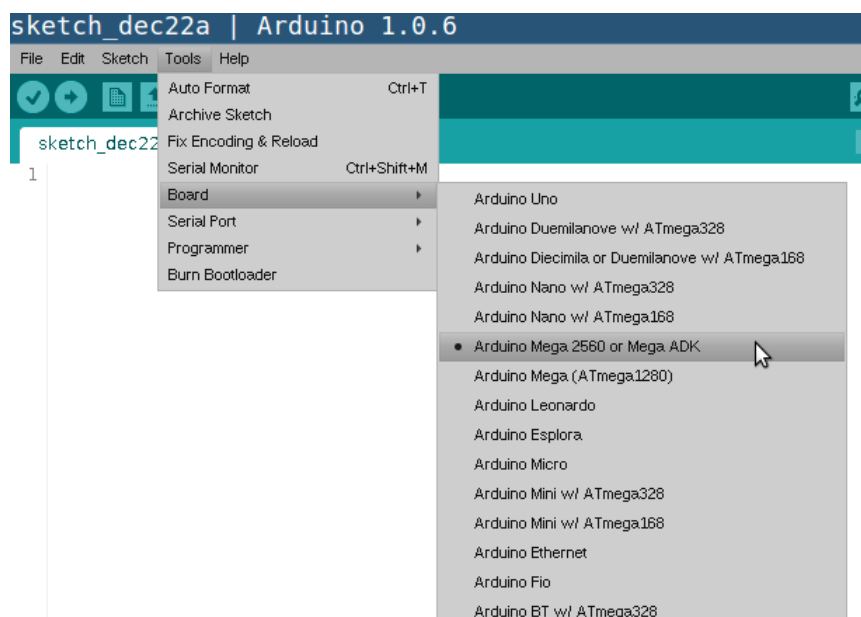 sketch_dec22a | Arduino 1.0.6
File Edit Sketch Tools Help
Auto Format Ctrl+T
Archive Sketch
sketch_dec22
Fix Encoding & Reload
1
Serial Monitor Ctrl+Shift+M
Board
Serial Port
Programmer
Burn Bootloader
Arduino Uno
Arduino Duemilanove w/ ATmega328
Arduino Diecimila or Duemilanove w/ ATmega168
Arduino Nano w/ ATmega328
Arduino Nano w/ ATmega168
Arduino Mega 2560 or Mega ADK
Arduino Mega (ATmega1280)
Arduino Leonardo
Arduino Esplora
Arduino Micro
Arduino Mini w/ ATmega328
Arduino Mini w/ ATmega168
Arduino Ethernet
Arduino Fio
Arduino BT w/ ATmega328